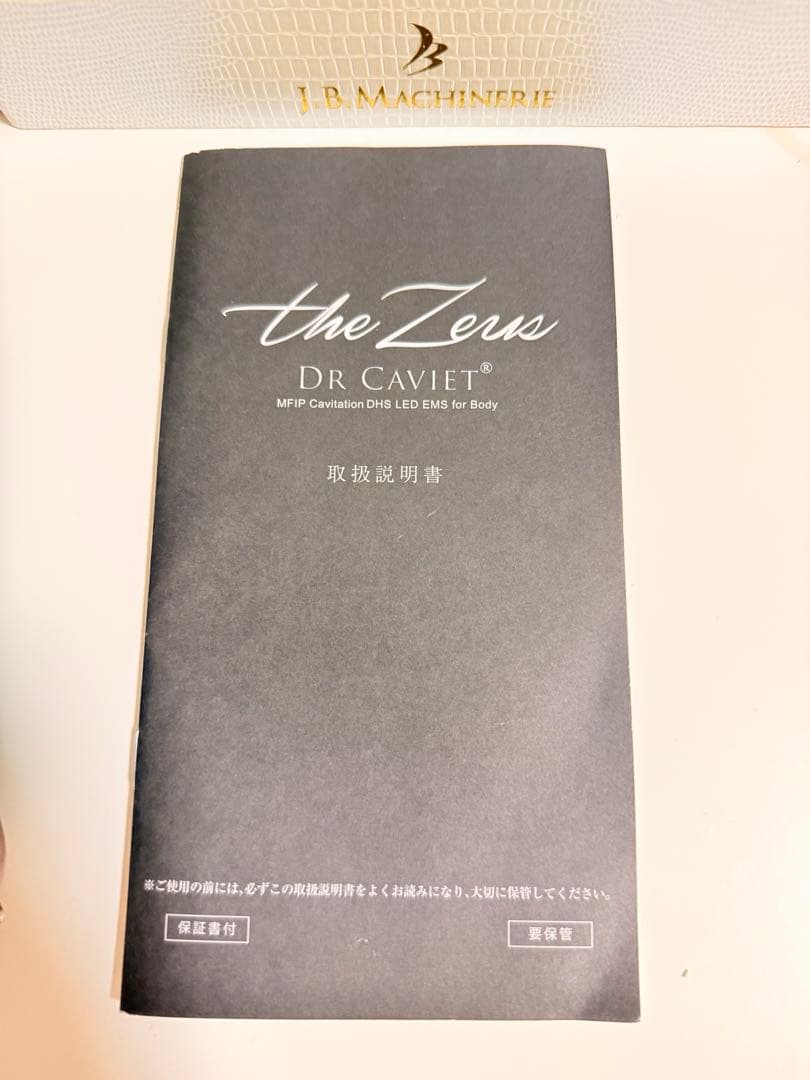 J.B. MACHINERIE
the Zeus
DR CAVIET®
MFIP Cavitation DHS LED EMS for Body
取扱説明書
※ご使用の前には、必ずこの取扱説明書をよくお読みになり、大切に保管してください。
保証書付
要保管